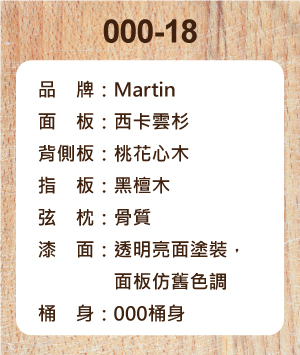 000-18
品　牌：Martin
面　板：西卡雲杉
背側板：桃花心木
指　板：黑檀木
弦　枕：骨質
漆　面：透明亮面塗裝，
面板仿舊色調
桶　身：000桶身